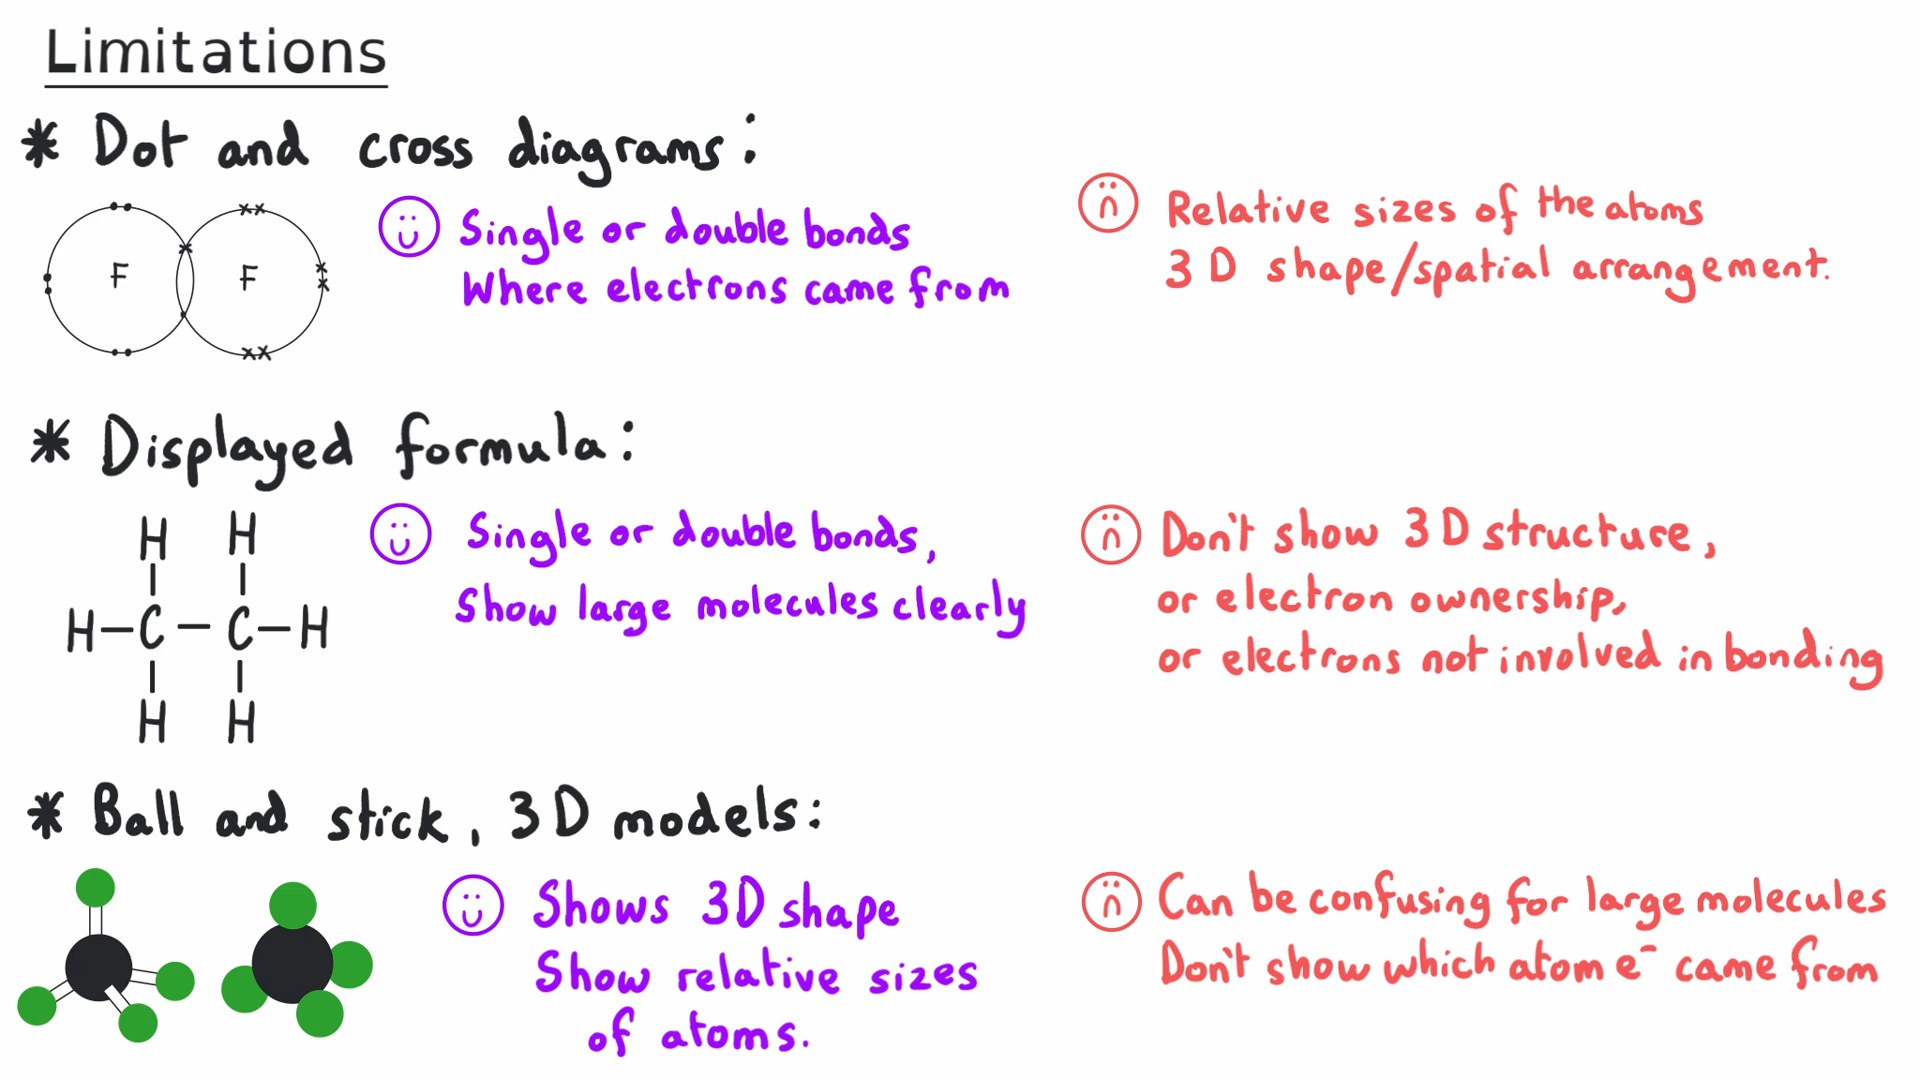 Limitations
* Dot and cross diagrams:
F F
Single or double bonds
Where electrons came from
Relative sizes of the atoms
3D shape/spatial arrangement.
* Displayed formula:
H H
H–C–C–H
H H
Single or double bonds,
Show large molecules clearly
Don't show 3D structure,
or electron ownership,
or electrons not involved in bonding
* Ball and stick, 3D models:
Shows 3D shape
Show relative sizes
of atoms.
Can be confusing for large molecules
Don't show which atom e⁻ came from